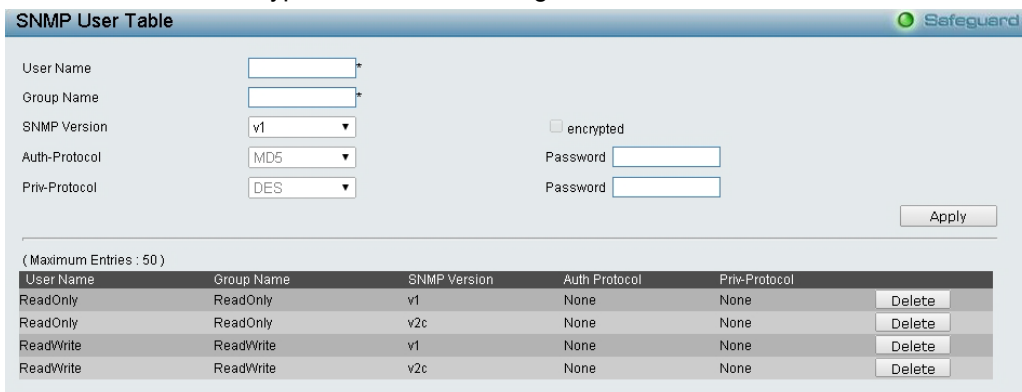 SNMP User Table Safeguard
User Name *
Group Name *
SNMP Version v1 encrypted
Auth-Protocol MD5 Password
Priv-Protocol DES Password
Apply
( Maximum Entries : 50 )
User Name Group Name SNMP Version Auth Protocol Priv-Protocol
ReadOnly ReadOnly v1 None None Delete
ReadOnly ReadOnly v2c None None Delete
ReadWrite ReadWrite v1 None None Delete
ReadWrite ReadWrite v2c None None Delete